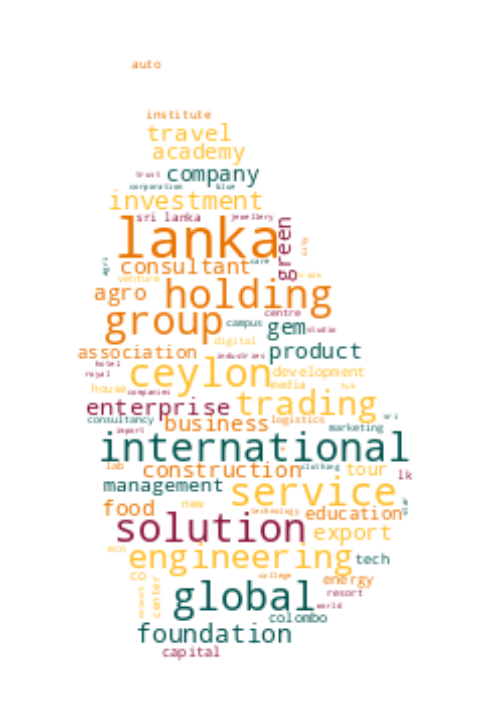 auto
institute
travel
academy
trust company
corporation blue
investment
sri lanka jewellery
lanka green
city
consultant care
agri
venture trade
agro holding
group centre
campus gem studio
digital
association industries product
hotel
royal ceylon development
house companies media hub
enterprise trading
consultancy business logistics sri
import marketing
international
lab construction clothing tour
lk
management service
food new
technology education
solution export
eco engineering tech
co college energy
center resort
global world
colombo
foundation
capital